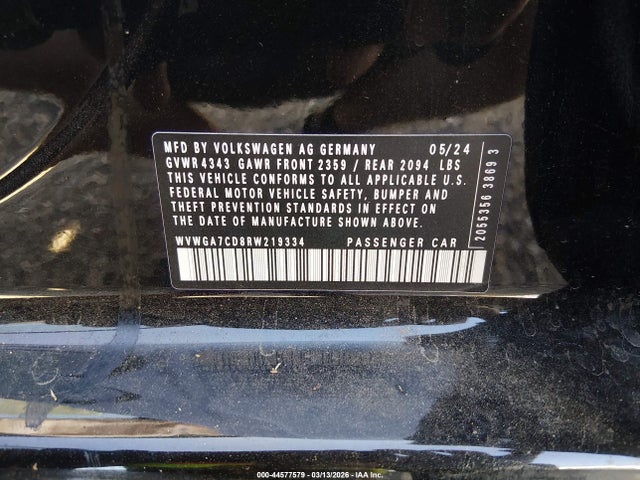 MFD BY VOLKSWAGEN AG GERMANY 05/24
GVWR 4343 GAWR FRONT 2359 / REAR 2094 LBS
THIS VEHICLE CONFORMS TO ALL APPLICABLE U.S.
FEDERAL MOTOR VEHICLE SAFETY, BUMPER AND
THEFT PREVENTION STANDARDS IN EFFECT ON
THE DATE OF MANUFACTURE SHOWN ABOVE.
WVWGA7CD8RW219334 PASSENGER CAR
2055356 3869 3
000-44577579 - 03/13/2026 - IAA Inc.